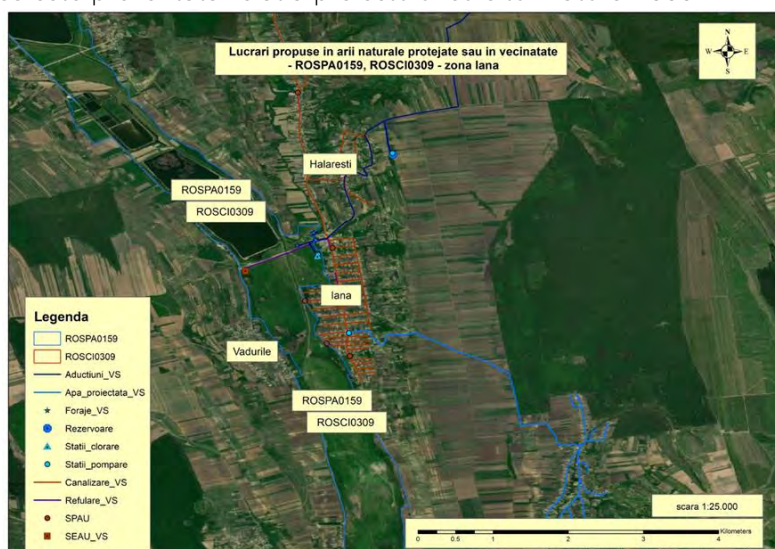 Lucrari propuse in arii naturale protejate sau in vecinatate
- ROSPA0159, ROSCI0309 - zona Iana
N
W E
S
Halaresti
ROSPA0159
ROSCI0309
Iana
Vadurile
ROSPA0159
ROSCI0309
Legenda
ROSPA0159
ROSCI0309
Aductiuni_VS
Apa_proiectata_VS
Foraje_VS
Rezervoare
Statii_clorare
Statii_pompare
Canalizare_VS
Refulare_VS
SPAU
SEAU_VS
scara 1:25.000
Kilometers
0 0.5 1 2 3 4